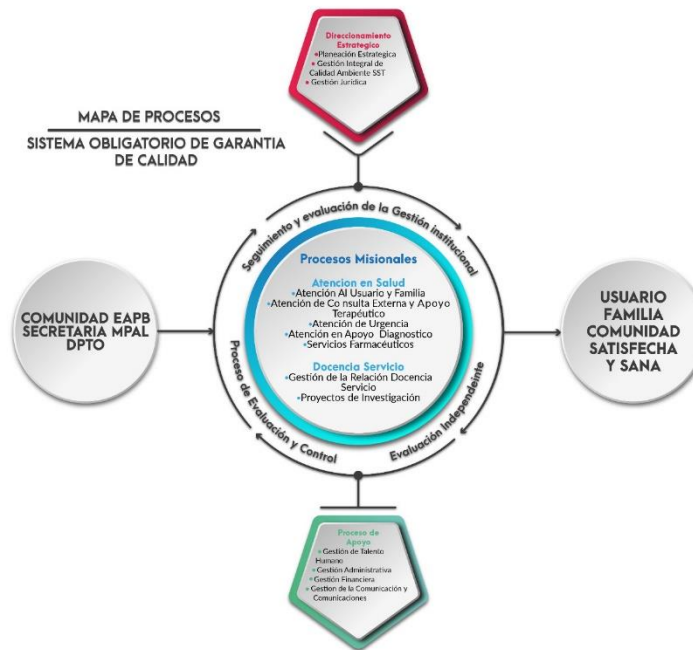 Direccionamiento
Estrategico
•Planeación Estrategica
• Gestión Integral de
Calidad Ambiente SST
• Gestión Jurídica
MAPA DE PROCESOS
SISTEMA OBLIGATORIO DE GARANTIA
DE CALIDAD
Seguimiento y evaluación de la Gestión institucional
Procesos Misionales
Atencion en Salud
•Atención Al Usuario y Familia
•Atención de Consulta Externa y Apoyo
Terapéutico
•Atención de Urgencia
•Atención en Apoyo Diagnostico
•Servicios Farmacéuticos
Docencia Servicio
•Gestión de la Relación Docencia
Servicio
•Proyectos de Investigación
COMUNIDAD EAPB
SECRETARIA MPAL
DPTO
USUARIO
FAMILIA
COMUNIDAD
SATISFECHA
Y SANA
Proceso de Evaluación y Control
Evaluación Independeinte
Proceso de
Apoyo
• Gestión de Talento
Humano
• Gestión Administrativa
• Gestión Financiera
• Gestion de la Comunicación y
Comunicaciones